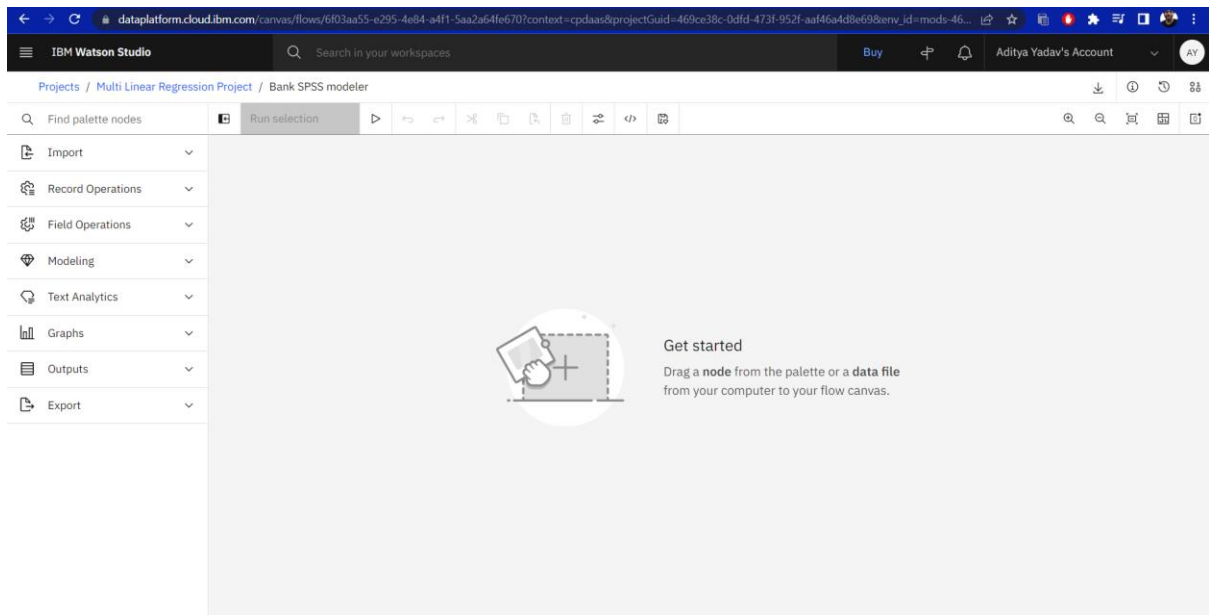 dataplatform.cloud.ibm.com/canvas/flows/6f03aa55-e295-4e84-a4f1-5aa2a64fe670?context=cpdaas&projectGuid=469ce38c-0dfd-473f-952f-aaf46a4d8e69&env_id=mods-46...
IBM Watson Studio
Search in your workspaces
Buy
Aditya Yadav's Account
AY
Projects / Multi Linear Regression Project / Bank SPSS modeler
Find palette nodes
Run selection
Import
Record Operations
Field Operations
Modeling
Text Analytics
Graphs
Outputs
Export
Get started
Drag a node from the palette or a data file
from your computer to your flow canvas.